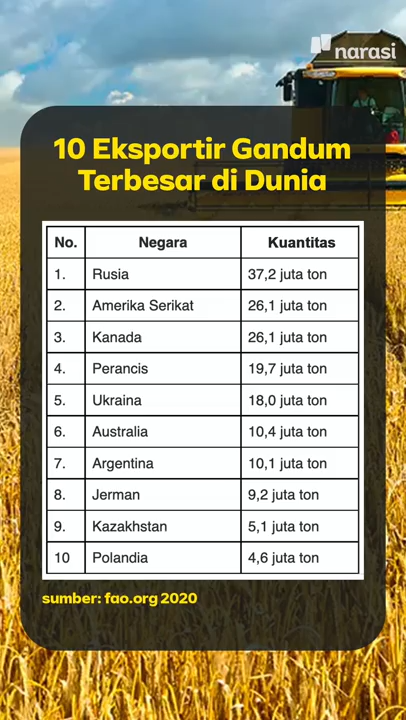 narasi
10 Eksportir Gandum
Terbesar di Dunia
No. Negara Kuantitas
1. Rusia 37,2 juta ton
2. Amerika Serikat 26,1 juta ton
3. Kanada 26,1 juta ton
4. Perancis 19,7 juta ton
5. Ukraina 18,0 juta ton
6. Australia 10,4 juta ton
7. Argentina 10,1 juta ton
8. Jerman 9,2 juta ton
9. Kazakhstan 5,1 juta ton
10 Polandia 4,6 juta ton
sumber: fao.org 2020